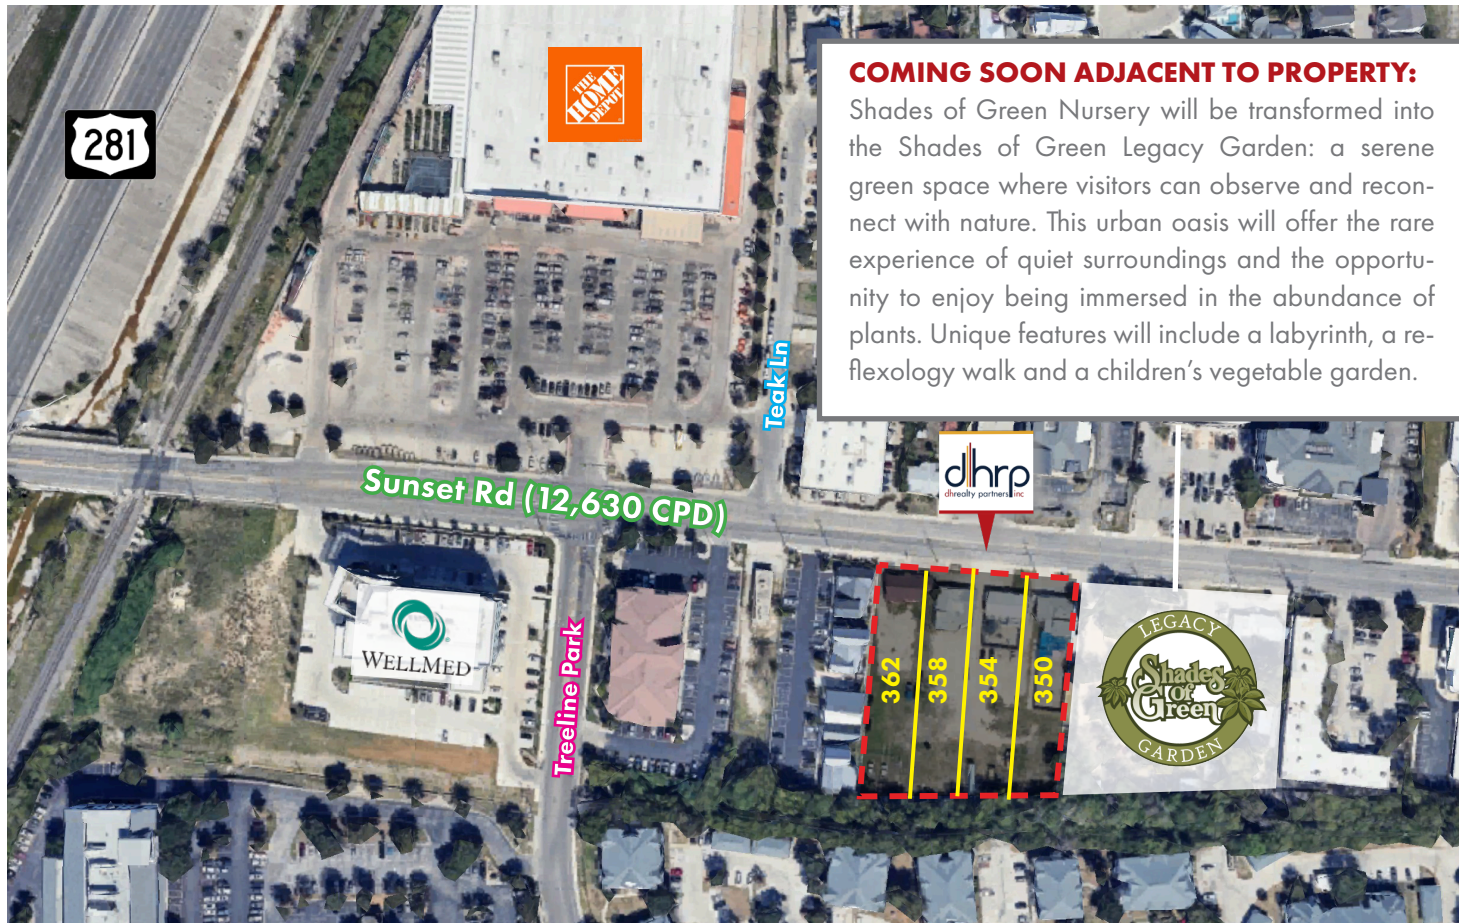 281
THE
HOME
DEPOT
COMING SOON ADJACENT TO PROPERTY:
Shades of Green Nursery will be transformed into
the Shades of Green Legacy Garden: a serene
green space where visitors can observe and recon-
nect with nature. This urban oasis will offer the rare
experience of quiet surroundings and the opportu-
nity to enjoy being immersed in the abundance of
plants. Unique features will include a labyrinth, a re-
flexology walk and a children's vegetable garden.
Teak Ln
Sunset Rd (12,630 CPD)
dhrp
dhrealty partners inc
WELLMED
Treeline Park
362
358
354
350
LEGACY
Shades
OF
Green
GARDEN